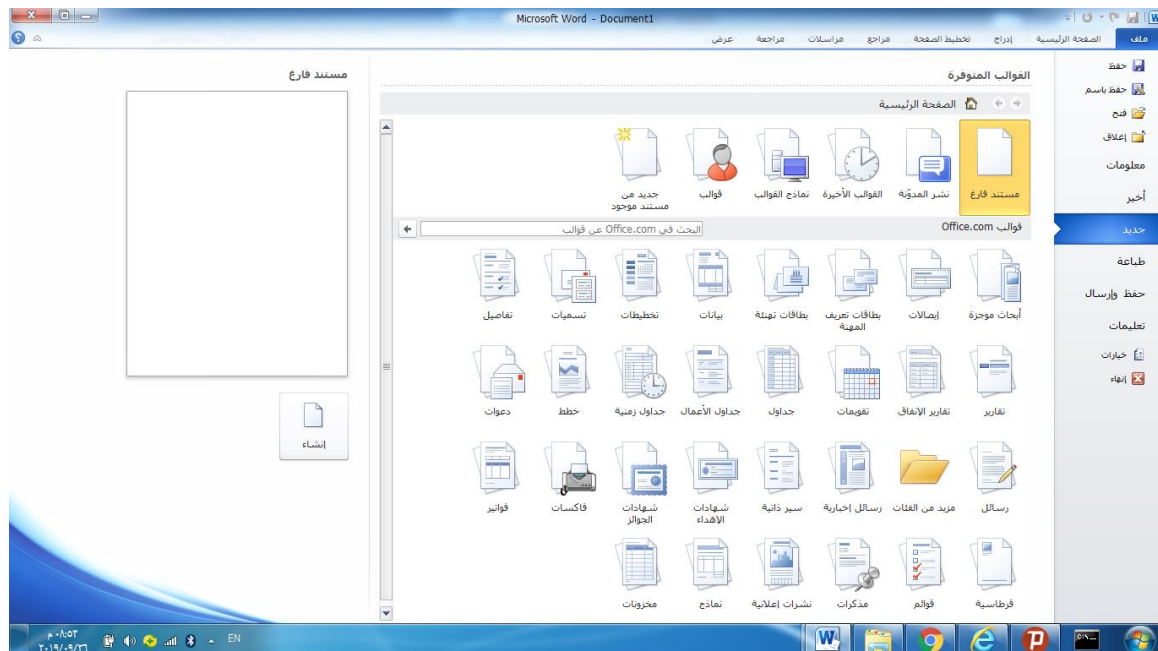 Microsoft Word - Document1
ملف
الصفحة الرئيسية
إدراج
تخطيط الصفحة
مراجع
مراسلات
مراجعة
عرض
حفظ
حفظ باسم
فتح
إغلاق
معلومات
أخير
جديد
طباعة
حفظ وإرسال
تعليمات
خيارات
إنهاء
القوالب المتوفرة
الصفحة الرئيسية
مستند فارغ
نشر المدوّنة
القوالب الأخيرة
نماذج القوالب
قوالب
جديد من
مستند موجود
قوالب Office.com
البحث في Office.com عن قوالب
أبحاث موجزة
إيصالات
بطاقات تعريف
المهنة
بطاقات تهنئة
بيانات
تخطيطات
تسميات
تفاصيل
تقارير
تقارير الإنفاق
تقويمات
جداول
جداول الأعمال
جداول زمنية
خطط
دعوات
رسائل
مزيد من الفئات
رسائل إخبارية
سير ذاتية
شهادات
الإهداء
شهادات
الجوائز
فاكسات
فواتير
قرطاسية
قوائم
مذكرات
نشرات إعلانية
نماذج
مخزونات
مستند فارغ
إنشاء
EN
٠٨:٥٣ م
٢٠١٩/٠٩/٢٦